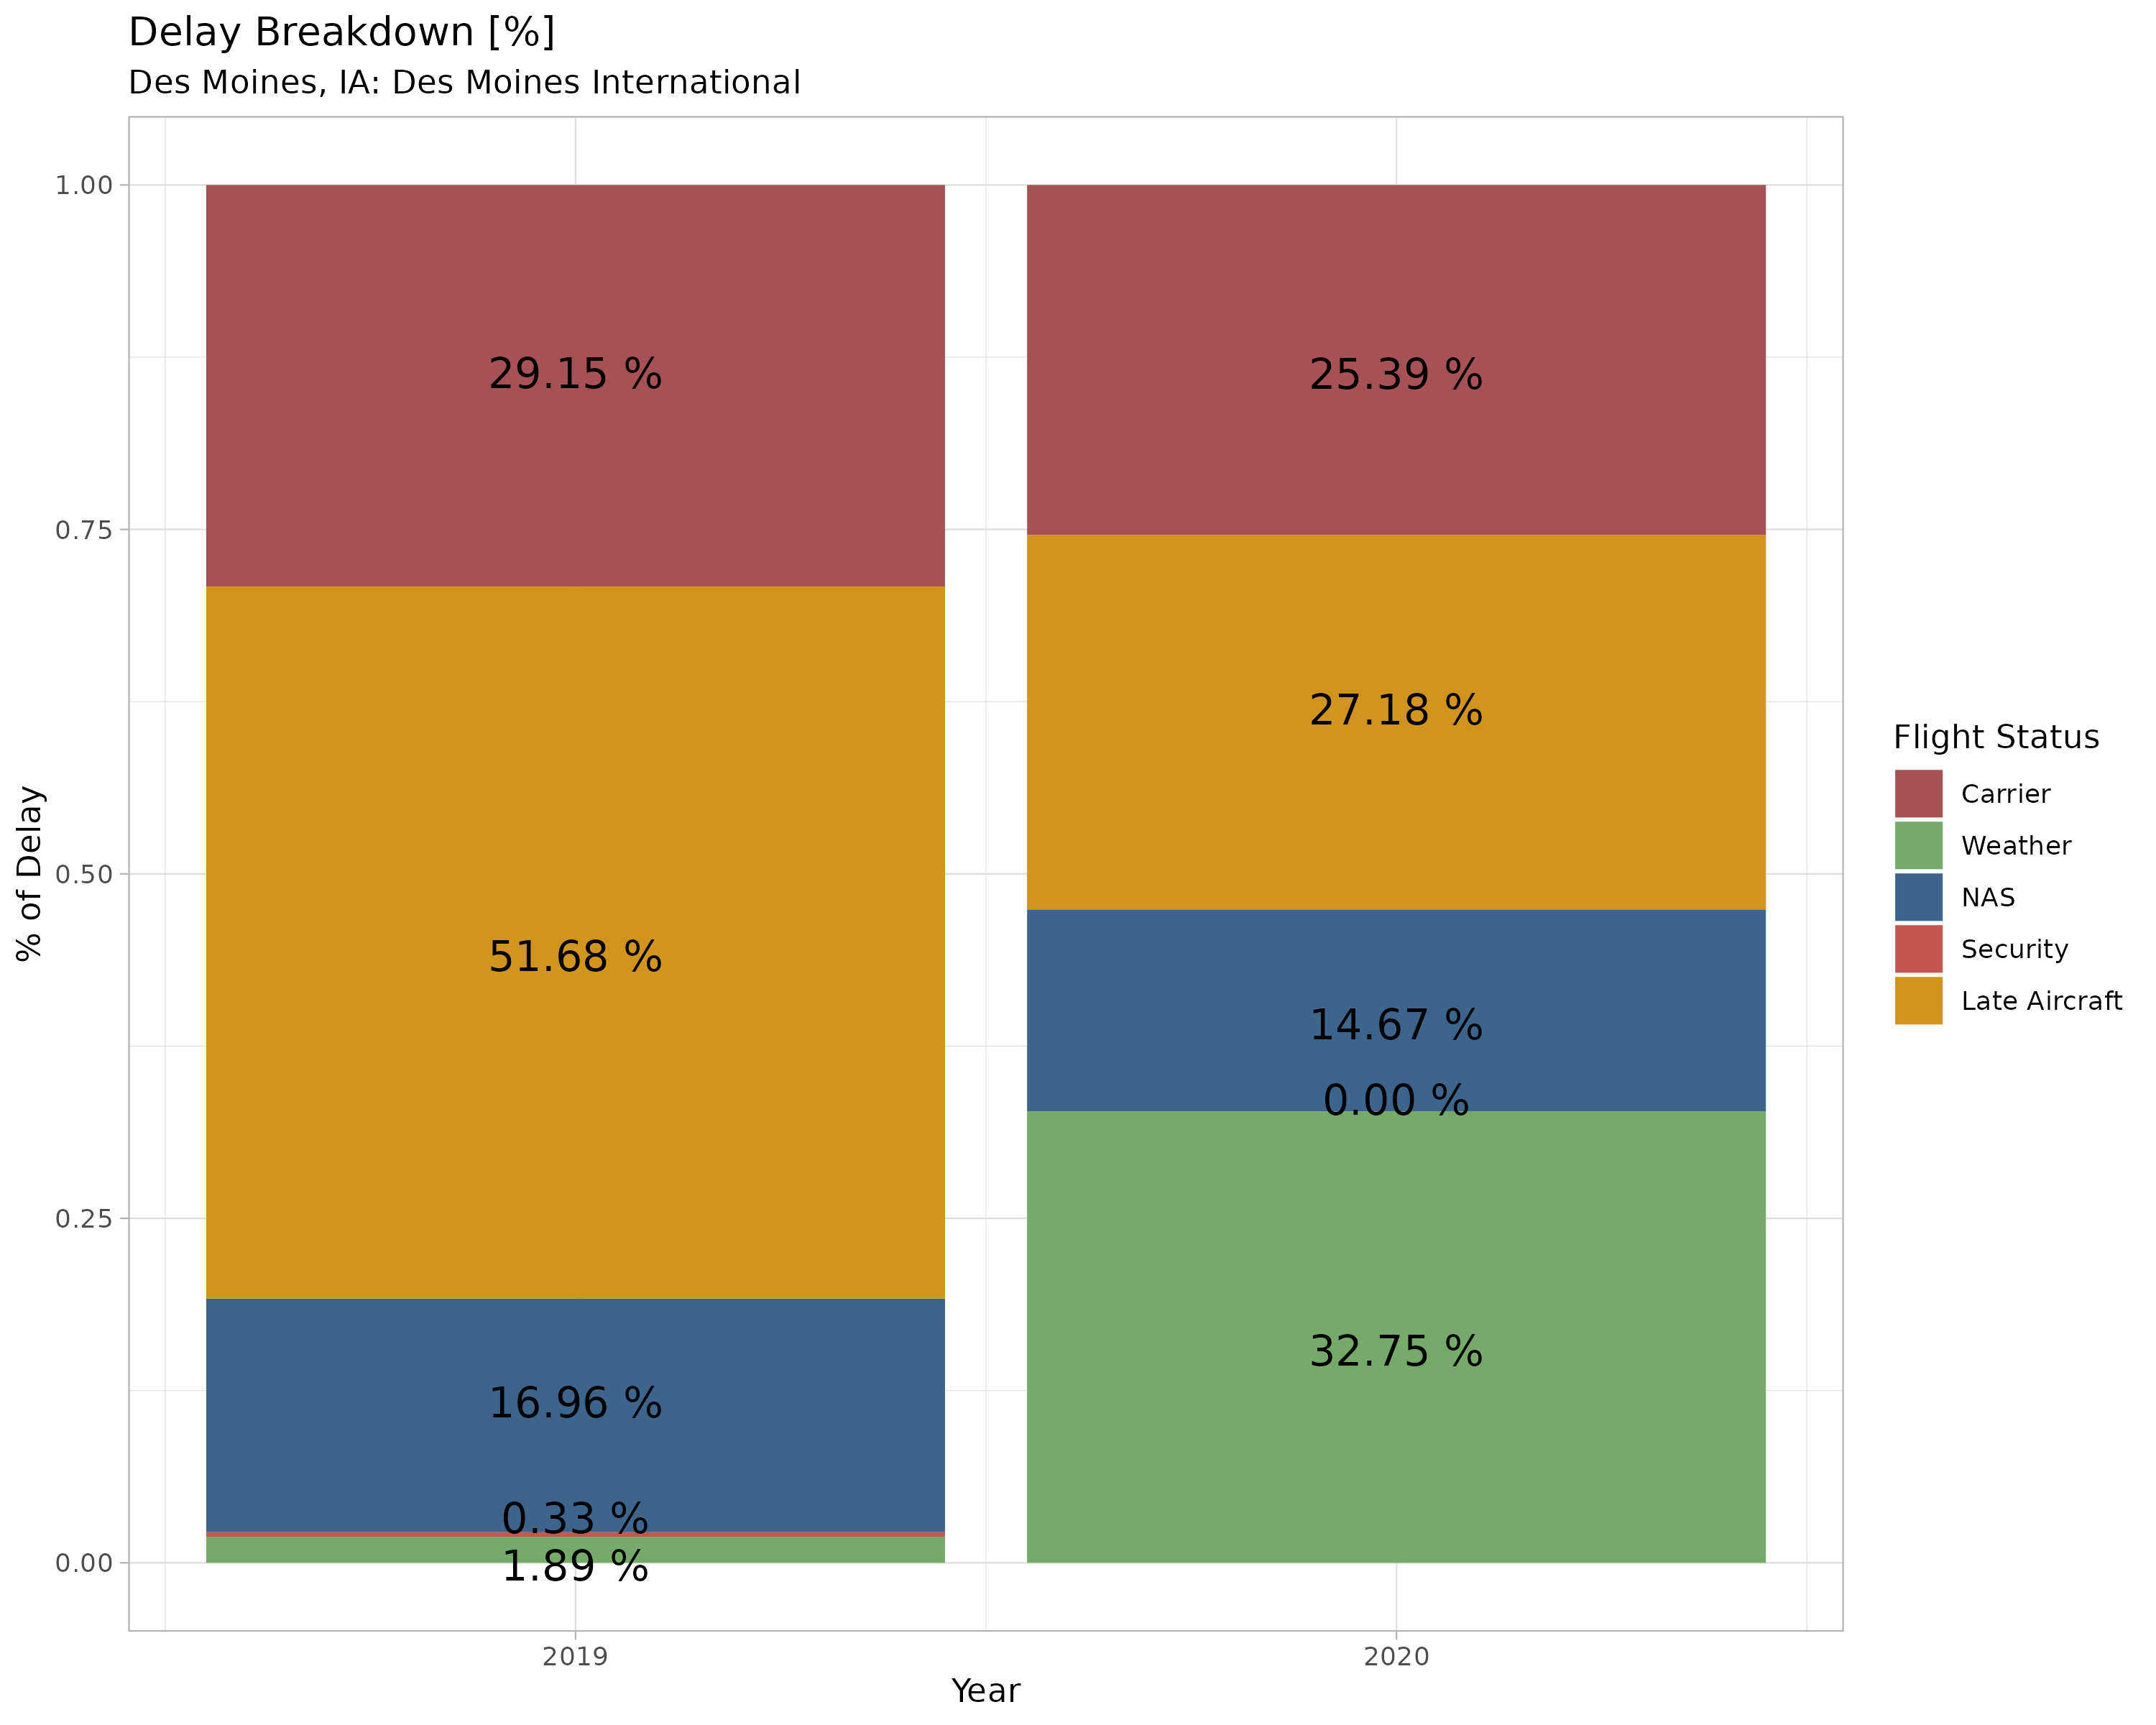 Delay Breakdown [%]
Des Moines, IA: Des Moines International
1.00
0.75
0.50
0.25
0.00
% of Delay
29.15 %
51.68 %
16.96 %
0.33 %
1.89 %
25.39 %
27.18 %
14.67 %
0.00 %
32.75 %
2019
2020
Year
Flight Status
Carrier
Weather
NAS
Security
Late Aircraft